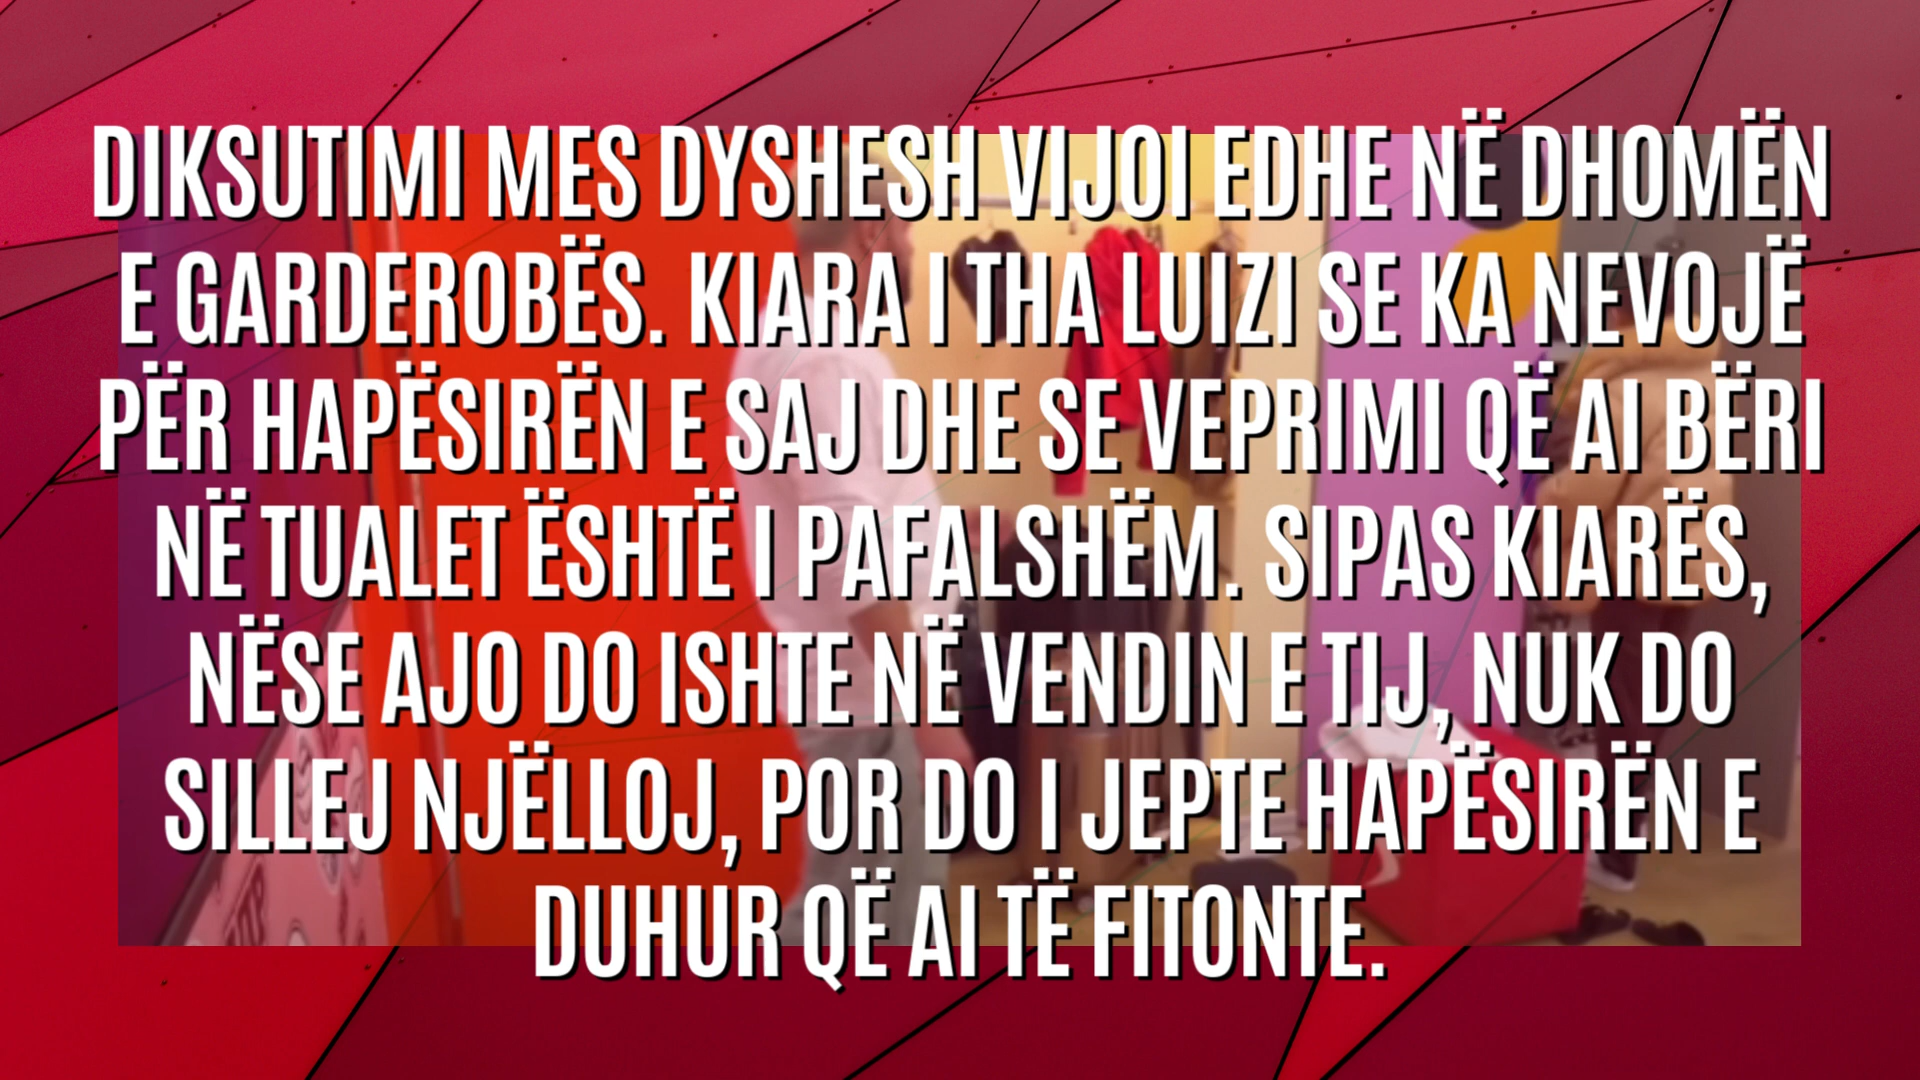 DIKSUTIMI MES DYSHESH VIJOI EDHE NË DHOMËN
E GARDEROBËS. KIARA I THA LUIZI SE KA NEVOJË
PËR HAPËSIRËN E SAJ DHE SE VEPRIMI QË AI BËRI
NË TUALET ËSHTË I PAFALSHËM. SIPAS KIARËS,
NËSE AJO DO ISHTE NË VENDIN E TIJ, NUK DO
SILLEJ NJËLLOJ, POR DO I JEPTE HAPËSIRËN E
DUHUR QË AI TË FITONTE.